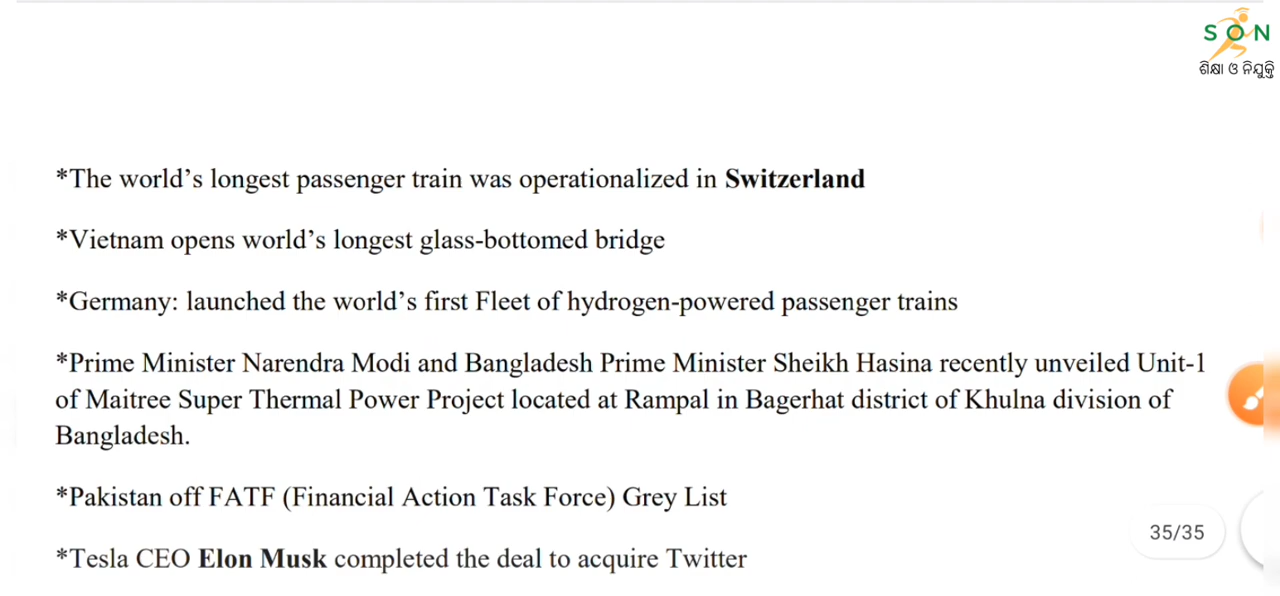 SON
ଶିକ୍ଷା ଓ ନିଯୁକ୍ତି
*The world’s longest passenger train was operationalized in Switzerland
*Vietnam opens world’s longest glass-bottomed bridge
*Germany: launched the world’s first Fleet of hydrogen-powered passenger trains
*Prime Minister Narendra Modi and Bangladesh Prime Minister Sheikh Hasina recently unveiled Unit-1
of Maitree Super Thermal Power Project located at Rampal in Bagerhat district of Khulna division of
Bangladesh.
*Pakistan off FATF (Financial Action Task Force) Grey List
35/35
*Tesla CEO Elon Musk completed the deal to acquire Twitter